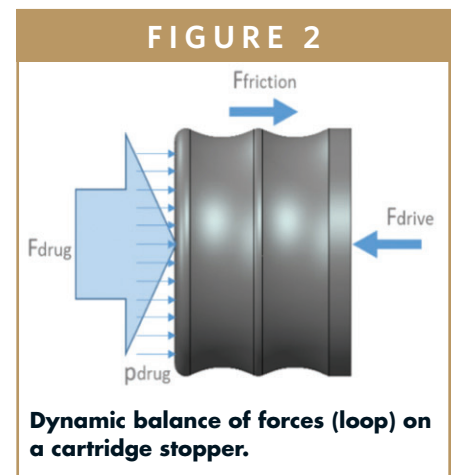 FIGURE 2
Ffriction
Fdrive
Fdrug
pdrug
Dynamic balance of forces (loop) on
a cartridge stopper.